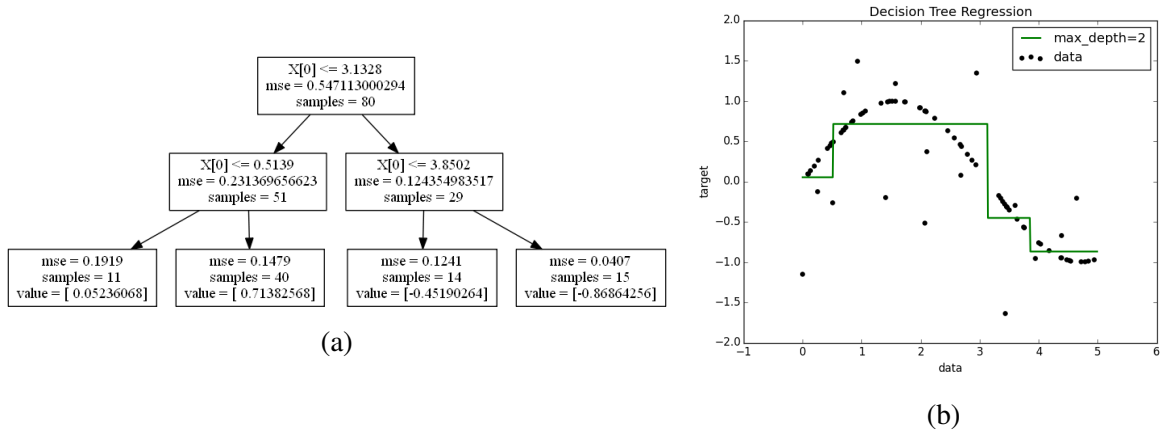 X[0] <= 3.1328
mse = 0.547113000294
samples = 80
X[0] <= 0.5139
mse = 0.231369656623
samples = 51
X[0] <= 3.8502
mse = 0.124354983517
samples = 29
mse = 0.1919
samples = 11
value = [ 0.05236068]
mse = 0.1479
samples = 40
value = [ 0.71382568]
mse = 0.1241
samples = 14
value = [-0.45190264]
mse = 0.0407
samples = 15
value = [-0.86864256]
(a)
Decision Tree Regression
max_depth=2
data
2.0
1.5
1.0
0.5
0.0
−0.5
−1.0
−1.5
−2.0
target
−1 0 1 2 3 4 5 6
data
(b)